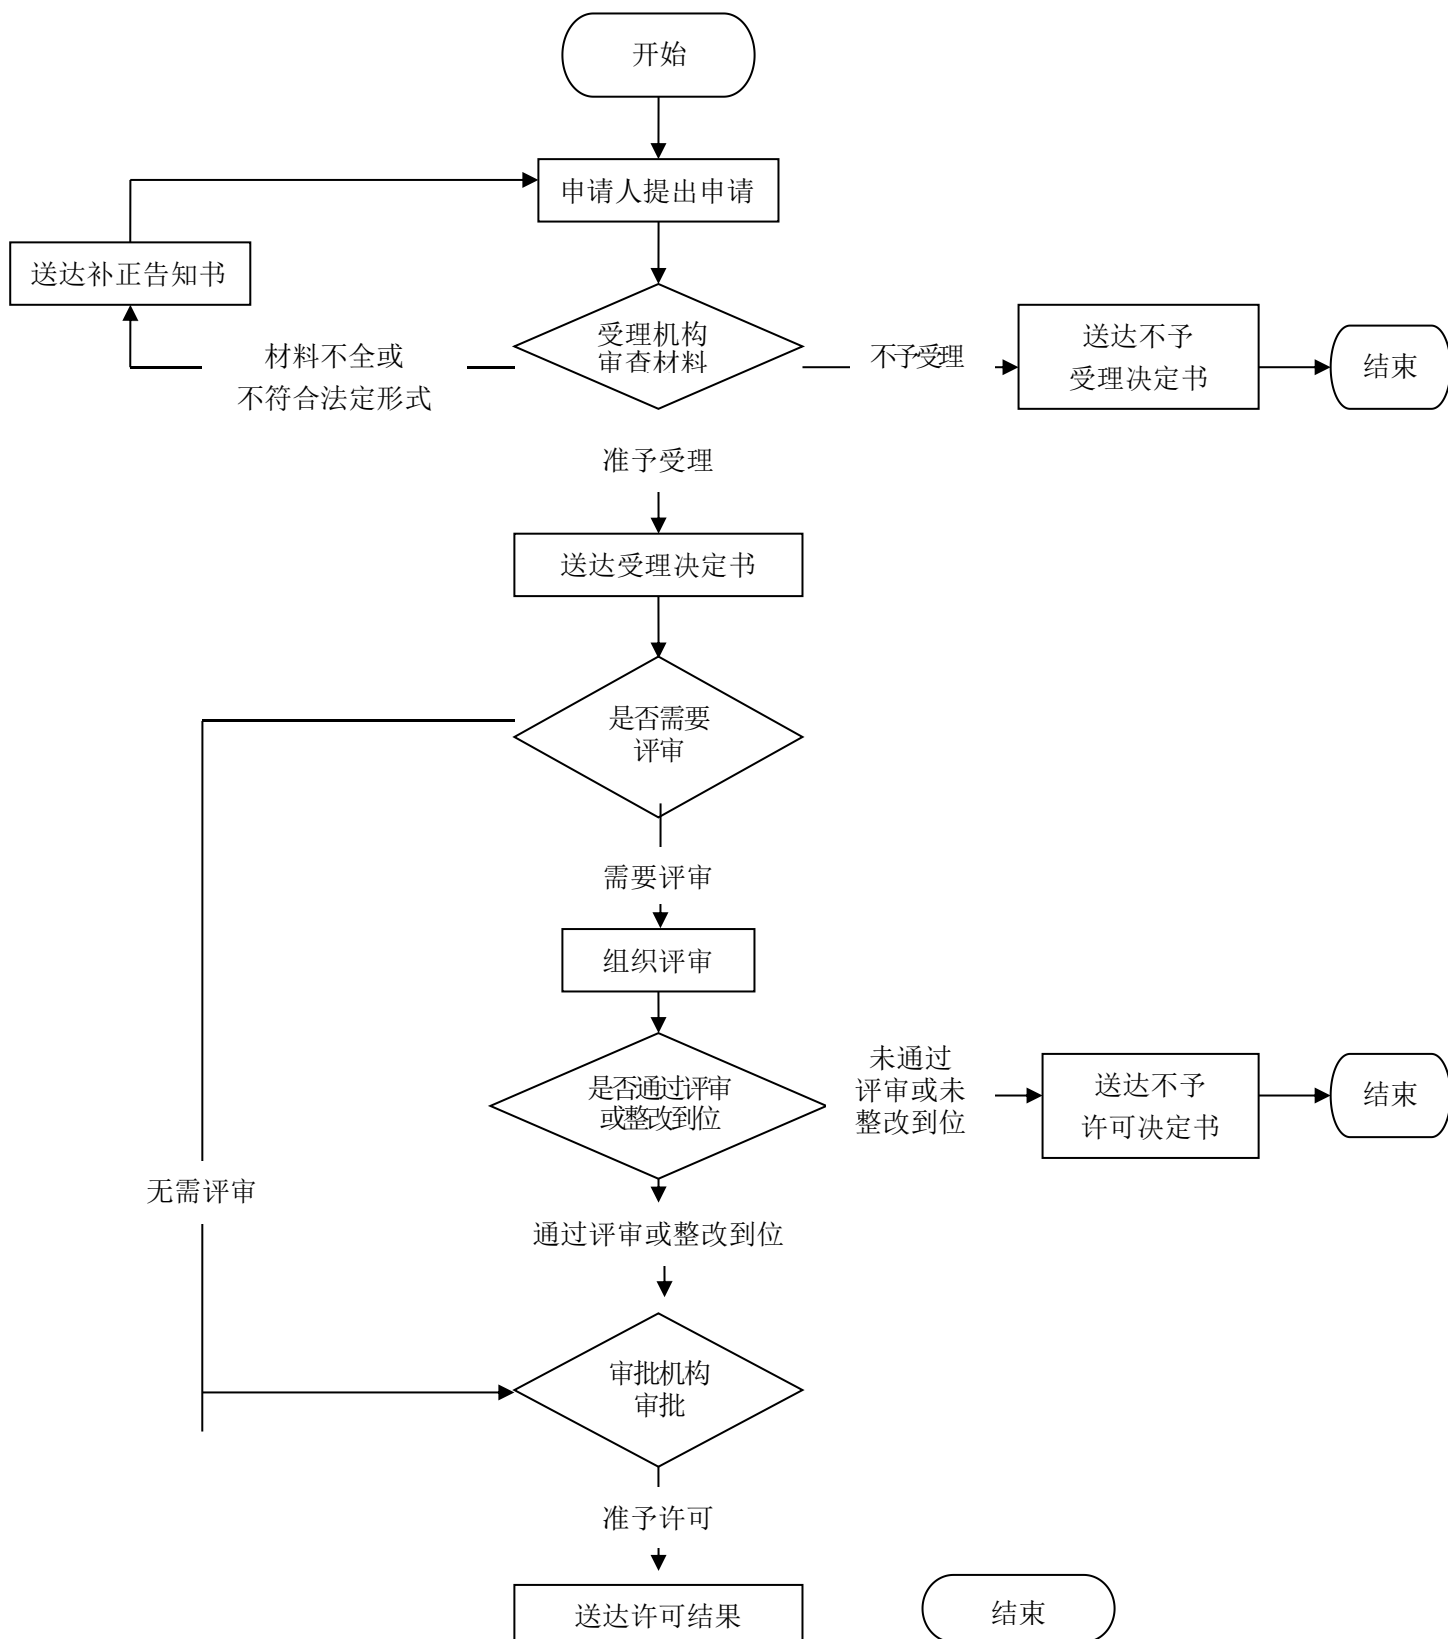 开始
申请人提出申请
送达补正告知书
受理机构
审查材料
材料不全或
不符合法定形式
不予受理
送达不予
受理决定书
结束
准予受理
送达受理决定书
是否需要
评审
需要评审
组织评审
是否通过评审
或整改到位
未通过
评审或未
整改到位
送达不予
许可决定书
结束
无需评审
通过评审或整改到位
审批机构
审批
准予许可
送达许可结果
结束